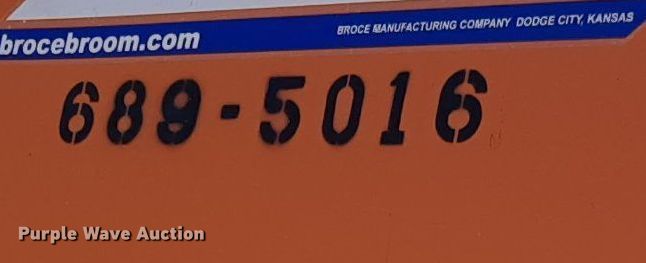 brocebroom.com BROCE MANUFACTURING COMPANY DODGE CITY, KANSAS
689-5016
Purple Wave Auction